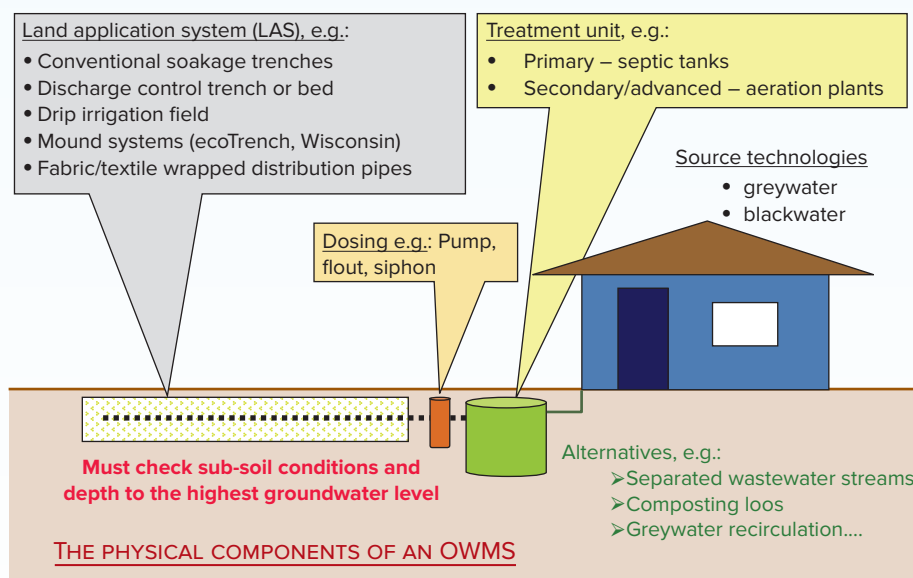 Land application system (LAS), e.g.:
• Conventional soakage trenches
• Discharge control trench or bed
• Drip irrigation field
• Mound systems (ecoTrench, Wisconsin)
• Fabric/textile wrapped distribution pipes
Treatment unit, e.g.:
• Primary – septic tanks
• Secondary/advanced – aeration plants
Source technologies
• greywater
• blackwater
Dosing e.g.: Pump,
flout, siphon
Must check sub-soil conditions and
depth to the highest groundwater level
Alternatives, e.g.:
➢Separated wastewater streams
➢Composting loos
➢Greywater recirculation....
THE PHYSICAL COMPONENTS OF AN OWMS